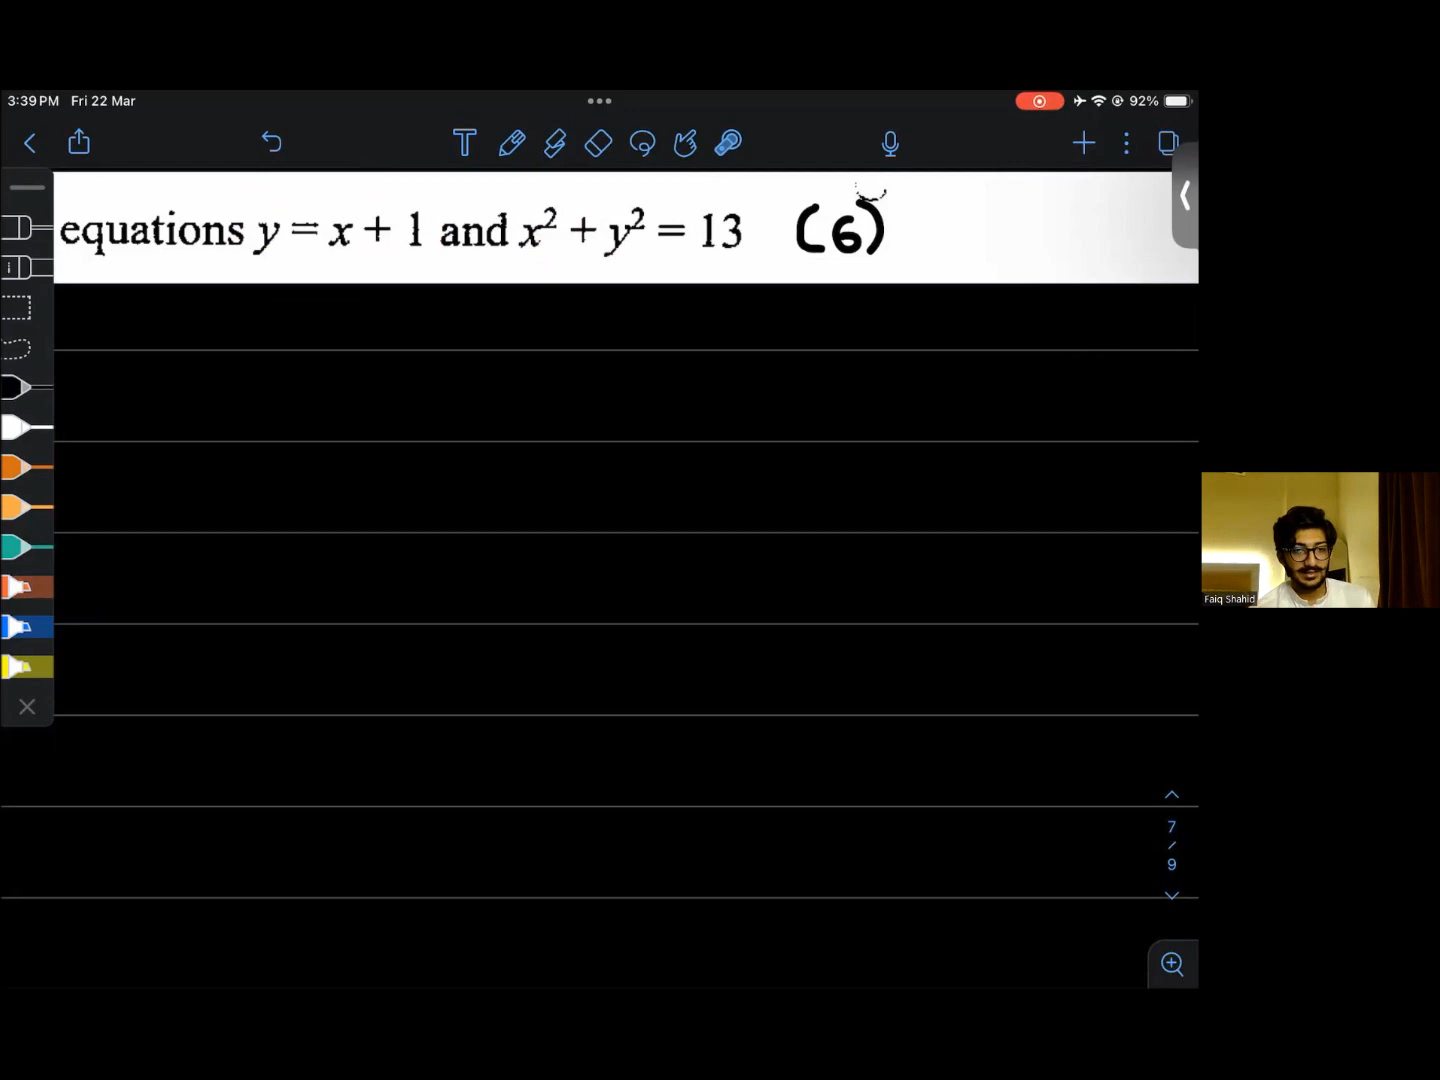 3:39 PM Fri 22 Mar
92%
equations y = x + 1 and x² + y² = 13 (6)
Faiq Shahid
7
/
9